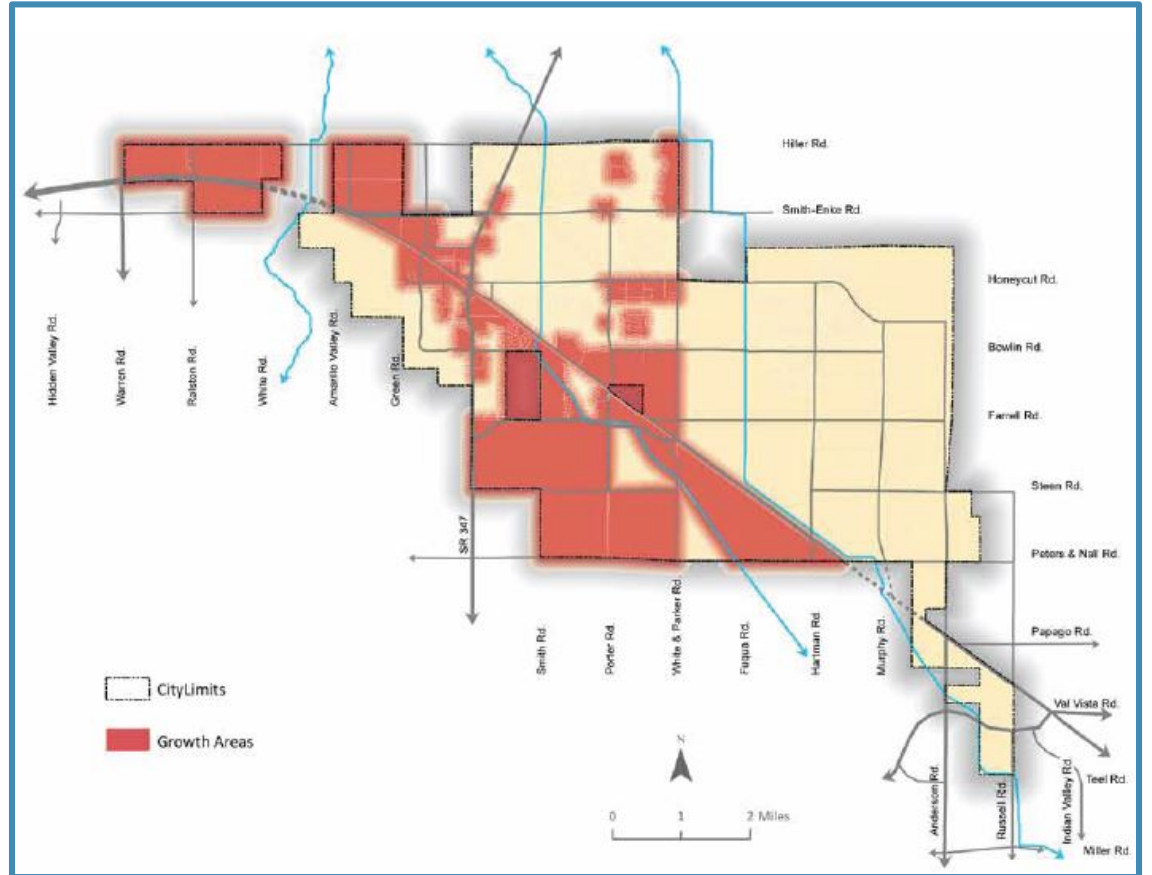 Hiller Rd.
Smith-Enke Rd.
Honeycut Rd.
Bowlin Rd.
Farrell Rd.
Steen Rd.
Peters & Nall Rd.
Papago Rd.
Val Vista Rd.
Teel Rd.
Miller Rd.
Hidden Valley Rd.
Warren Rd.
Ralston Rd.
White Rd.
Amarillo Valley Rd.
Green Rd.
SR 347
Smith Rd.
Porter Rd.
White & Parker Rd.
Fuqua Rd.
Hartman Rd.
Murphy Rd.
Anderson Rd.
Russell Rd.
Indian Valley Rd.
CityLimits
Growth Areas
0 1 2 Miles